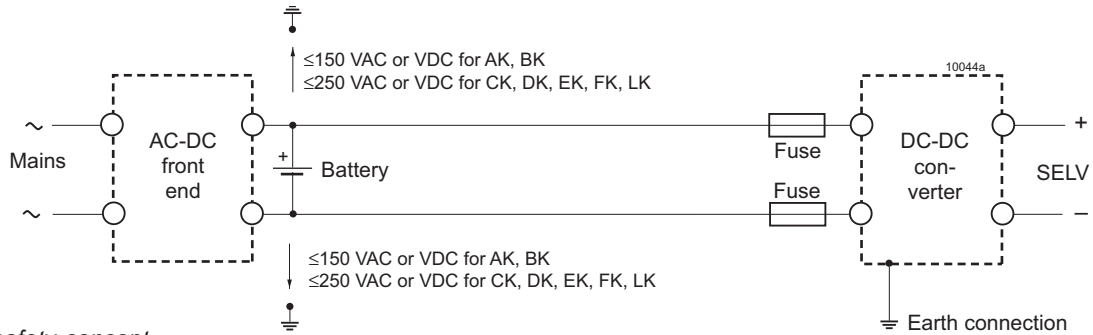 ≤150 VAC or VDC for AK, BK
≤250 VAC or VDC for CK, DK, EK, FK, LK
10044a
~
Mains
~
AC-DC
front
end
+
Battery
Fuse
Fuse
DC-DC
con-
verter
+
SELV
–
≤150 VAC or VDC for AK, BK
≤250 VAC or VDC for CK, DK, EK, FK, LK
Earth connection